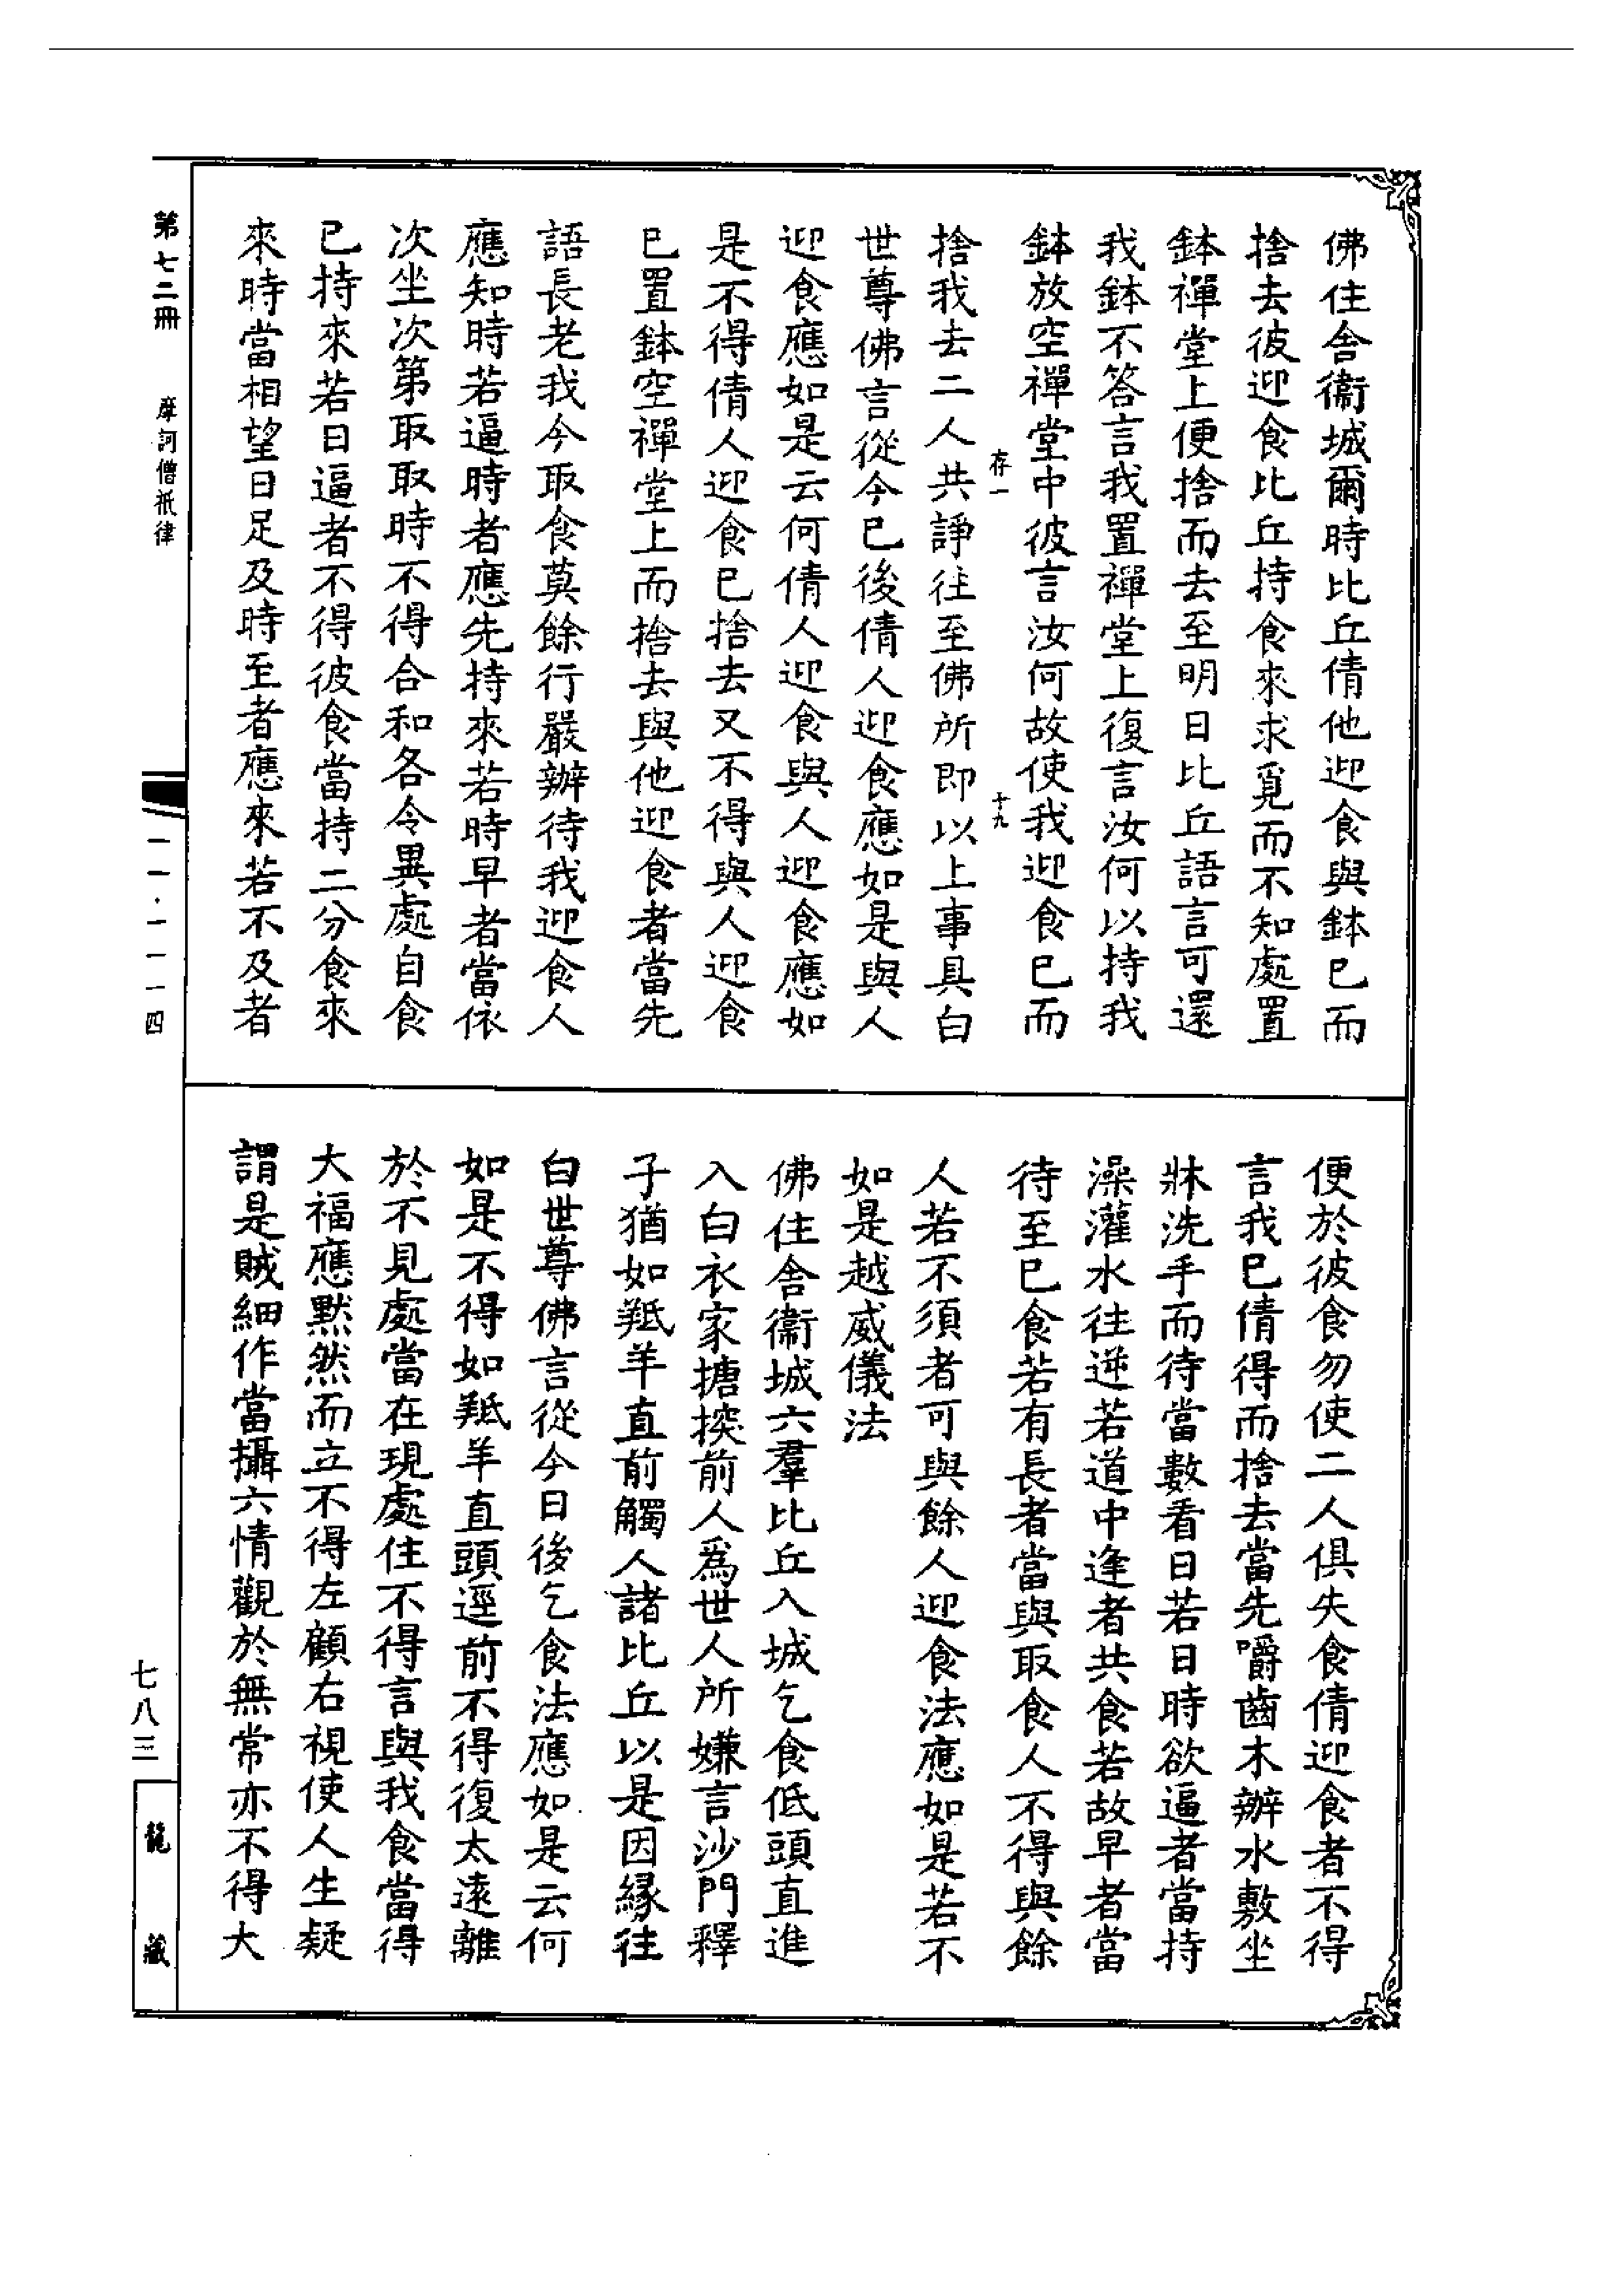 佛住舍衞城爾時比丘倩他迎食與鉢已而
捨去彼迎食比丘持食來求覓而不知處置
鉢禪堂上便捨而去至明日比丘語言可還
我鉢不答言我置禪堂上復言汝何以持我
鉢放空禪堂中彼言汝何故使我迎食已而
存一 十九
捨我去二人共諍往至佛所即以上事具白
世尊佛言從今已後倩人迎食應如是與人
迎食應如是云何倩人迎食與人迎食應如
是不得倩人迎食已捨去又不得與人迎食
已置鉢空禪堂上而捨去與他迎食者當先
語長老我今取食莫餘行嚴辦待我迎食人
應知時若逼時者應先持來若時早者當依
次坐次第取取時不得合和各令異處自食
已持來若日逼者不得彼食當持二分食來
來時當相望日足及時至者應來若不及者
便於彼食勿使二人俱失食倩迎食者不得
言我已倩得而捨去當先嚼齒木辦水敷坐
牀洗手而待當數看日若日時欲逼者當持
澡灌水往逆若道中逢者共食若故早者當
待至已食若有長者當與取食人不得與餘
人若不須者可與餘人迎食法應如是若不
如是越威儀法
佛住舍衞城六羣比丘入城乞食低頭直進
入白衣家搪揬前人爲世人所嫌言沙門釋
子猶如羝羊直前觸人諸比丘以是因緣往
白世尊佛言從今日後乞食法應如是云何
如是不得如羝羊直頭逕前不得復太遠離
於不見處當在現處住不得言與我食當得
大福應默然而立不得左顧右視使人生疑
謂是賊細作當攝六情觀於無常亦不得大
第七二冊 摩訶僧祇律 一一·一一一四
七八三
龍藏